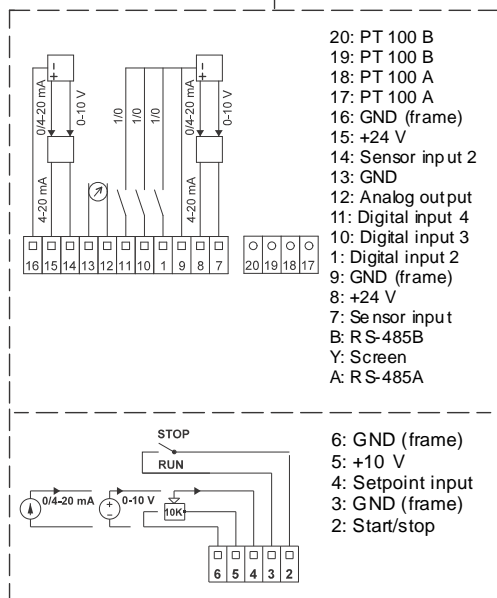 0/4-20 mA
0-10 V
1/0
1/0
1/0
0/4-20 mA
0-10 V
4-20 mA
4-20 mA
16 15 14 13 12 11 10 1 9 8 7
20 19 18 17
20: PT 100 B
19: PT 100 B
18: PT 100 A
17: PT 100 A
16: GND (frame)
15: +24 V
14: Sensor input 2
13: GND
12: Analog output
11: Digital input 4
10: Digital input 3
1: Digital input 2
9: GND (frame)
8: +24 V
7: Sensor input
B: RS-485B
Y: Screen
A: RS-485A
STOP
RUN
0/4-20 mA
0-10 V
10K
6 5 4 3 2
6: GND (frame)
5: +10 V
4: Setpoint input
3: GND (frame)
2: Start/stop